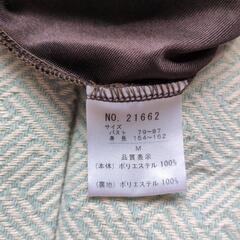 NO. 21662
サイズ
バスト 79~87
身長 154~162
M
品質表示
(本体) ポリエステル 100%
(裏地) ポリエステル 100%